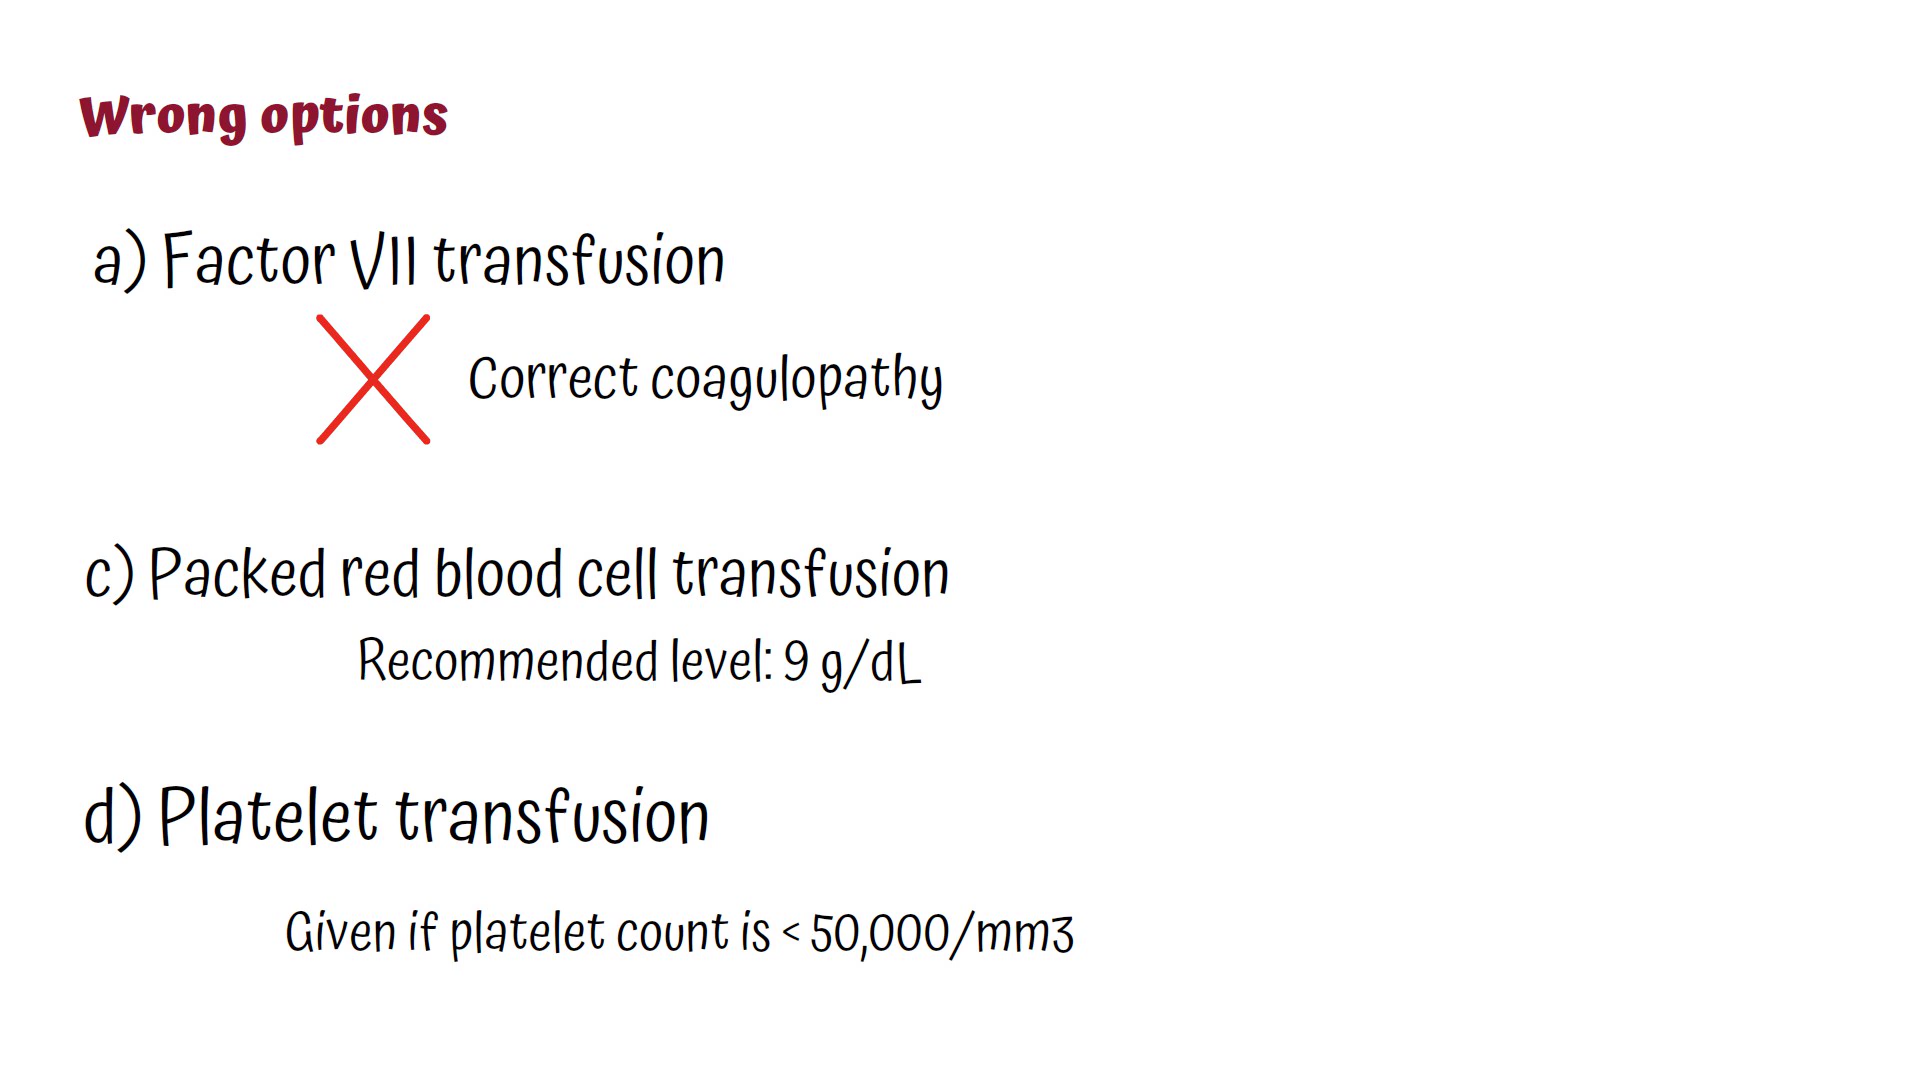 Wrong options
a) Factor VII transfusion
Correct coagulopathy
c) Packed red blood cell transfusion
Recommended level: 9 g/dL
d) Platelet transfusion
Given if platelet count is < 50,000/mm3